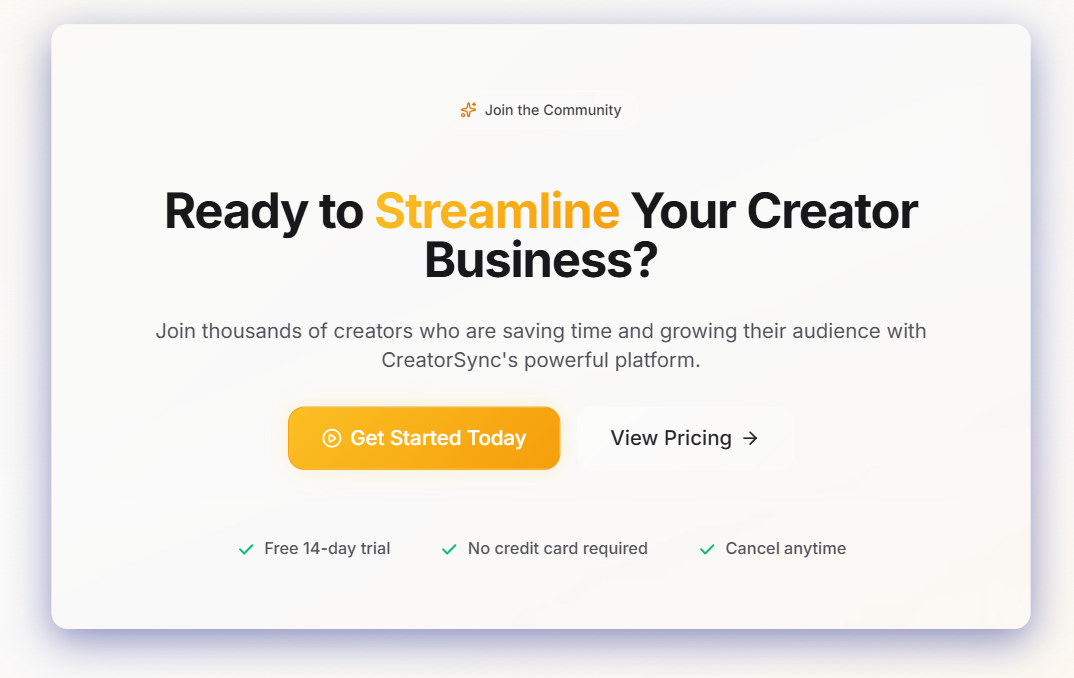 Join the Community
Ready to Streamline Your Creator
Business?
Join thousands of creators who are saving time and growing their audience with
CreatorSync's powerful platform.
Get Started Today
View Pricing
Free 14-day trial
No credit card required
Cancel anytime